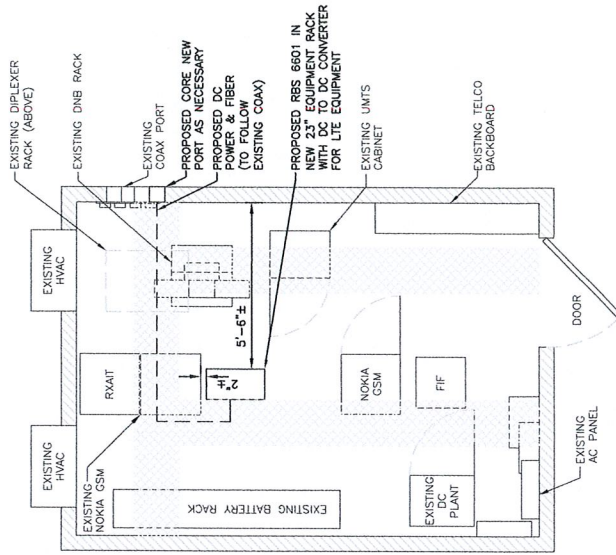 EXISTING DIPLEXER
RACK (ABOVE)
EXISTING DNB RACK
EXISTING
COAX PORT
PROPOSED CORE NEW
PORT AS NECESSARY
PROPOSED DC
POWER & FIBER
(TO FOLLOW
EXISTING COAX)
PROPOSED RBS 6601 IN
NEW 23" EQUIPMENT RACK
WITH DC TO DC CONVERTER
FOR LTE EQUIPMENT
EXISTING UMTS
CABINET
EXISTING TELCO
BACKBOARD
EXISTING
HVAC
EXISTING
HVAC
RXAIT
5'-6"±
2"±
DOOR
NOKIA
GSM
FIF
EXISTING
NOKIA GSM
EXISTING BATTERY RACK
EXISTING
DC
PLANT
EXISTING
AC PANEL